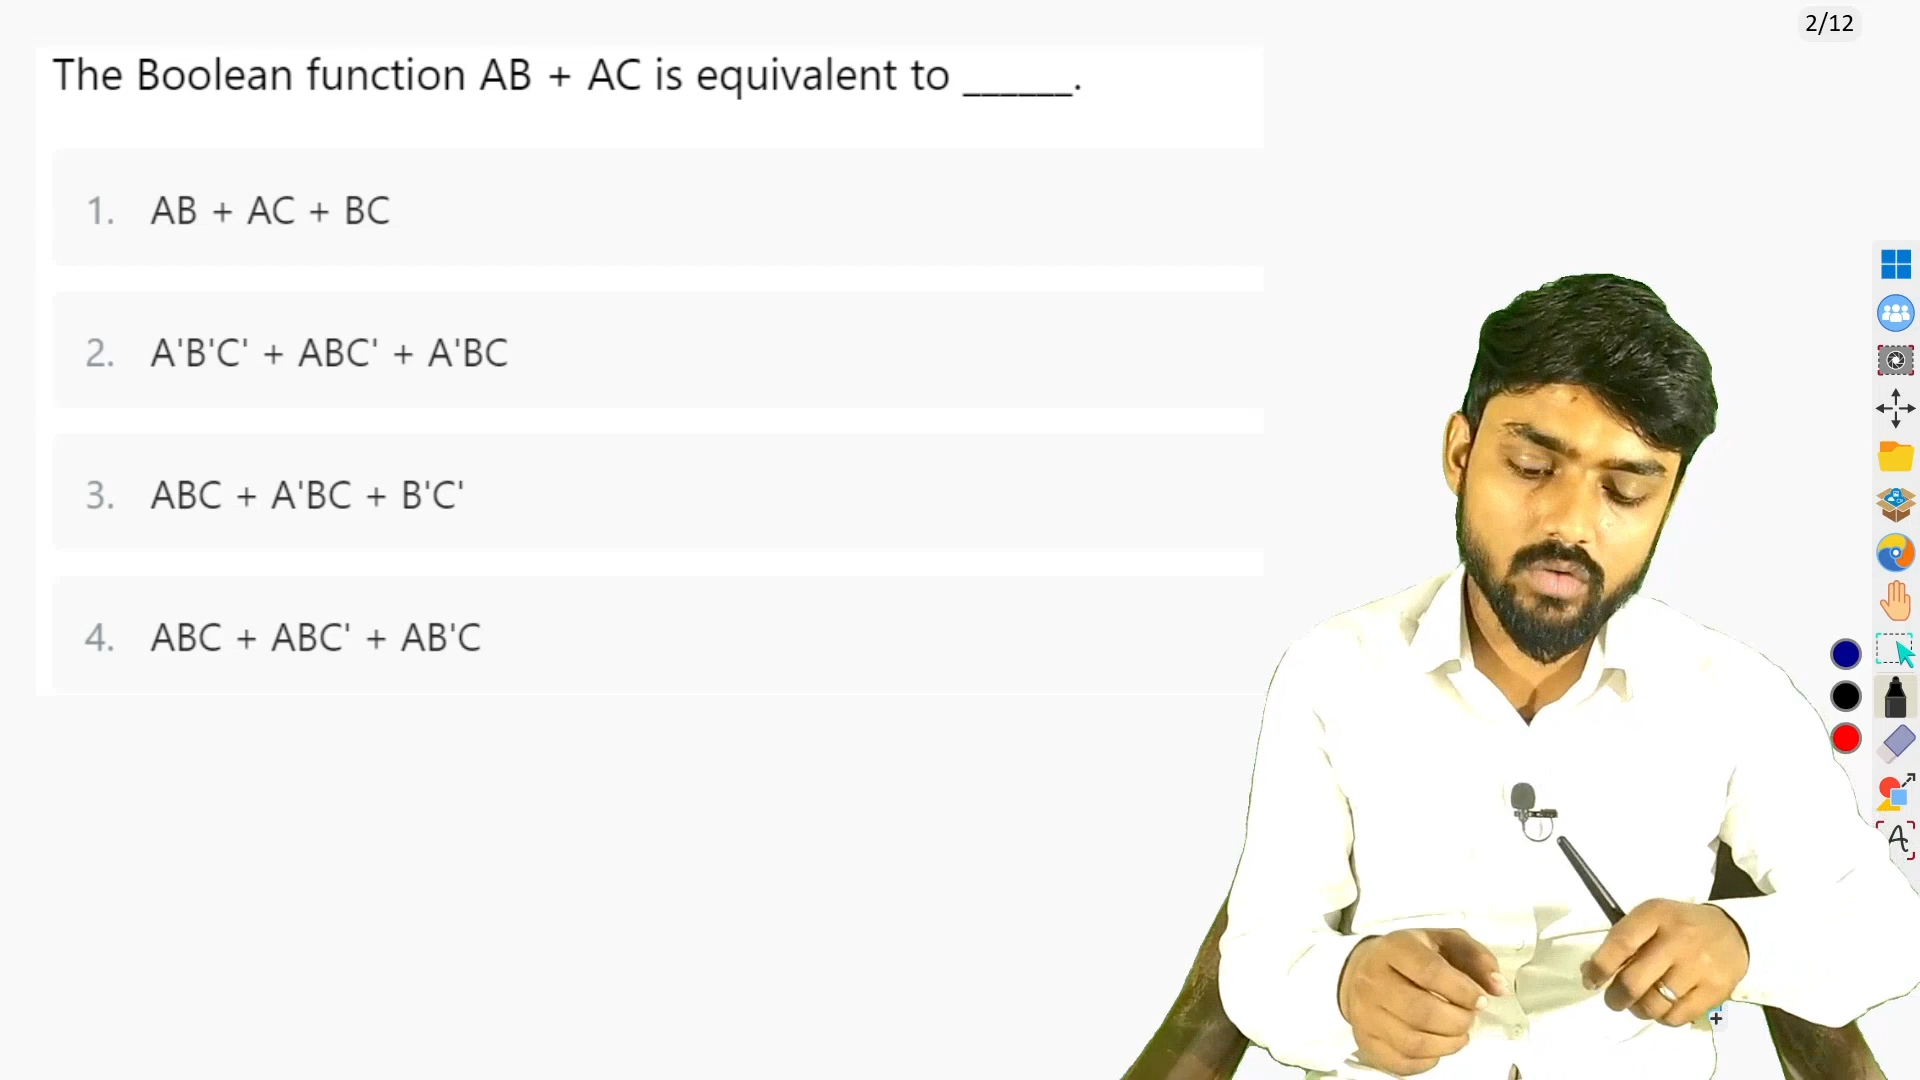 2/12
The Boolean function AB + AC is equivalent to ______.
1. AB + AC + BC
2. A'B'C' + ABC' + A'BC
3. ABC + A'BC + B'C'
4. ABC + ABC' + AB'C